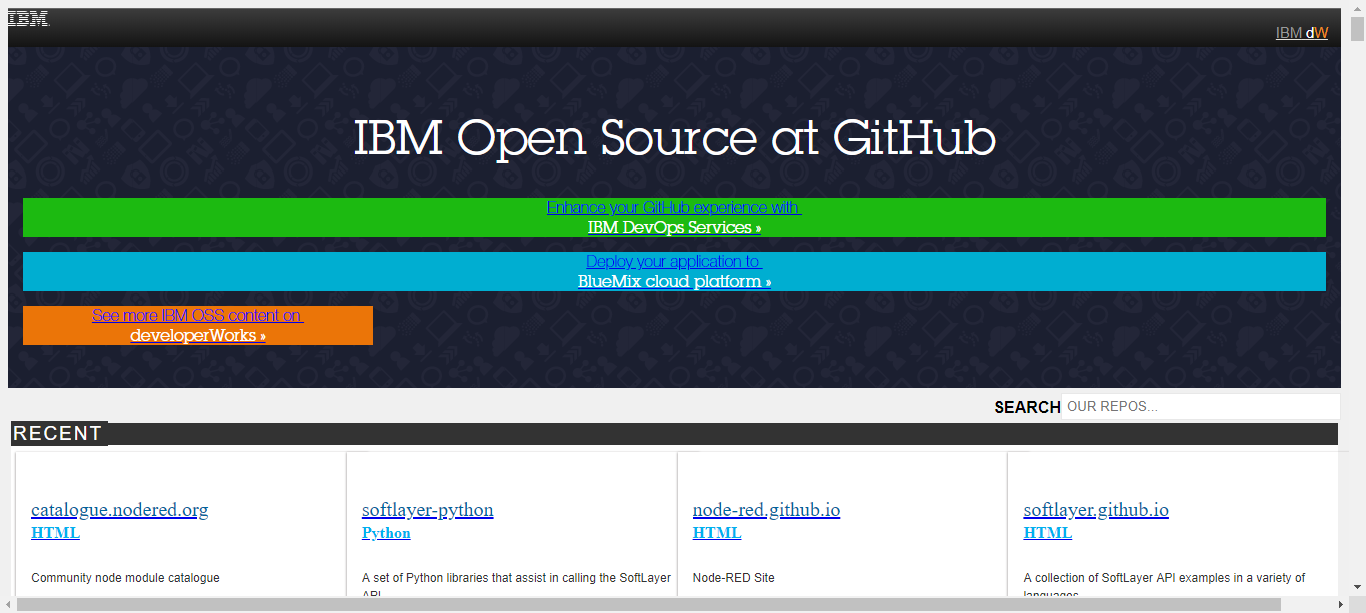 IBM
IBM dW
IBM Open Source at GitHub
Enhance your GitHub experience with
IBM DevOps Services »
Deploy your application to
BlueMix cloud platform »
See more IBM OSS content on
developerWorks »
SEARCH OUR REPOS...
RECENT
catalogue.nodered.org
HTML
Community node module catalogue
softlayer-python
Python
A set of Python libraries that assist in calling the SoftLayer
API.
node-red.github.io
HTML
Node-RED Site
softlayer.github.io
HTML
A collection of SoftLayer API examples in a variety of
languages